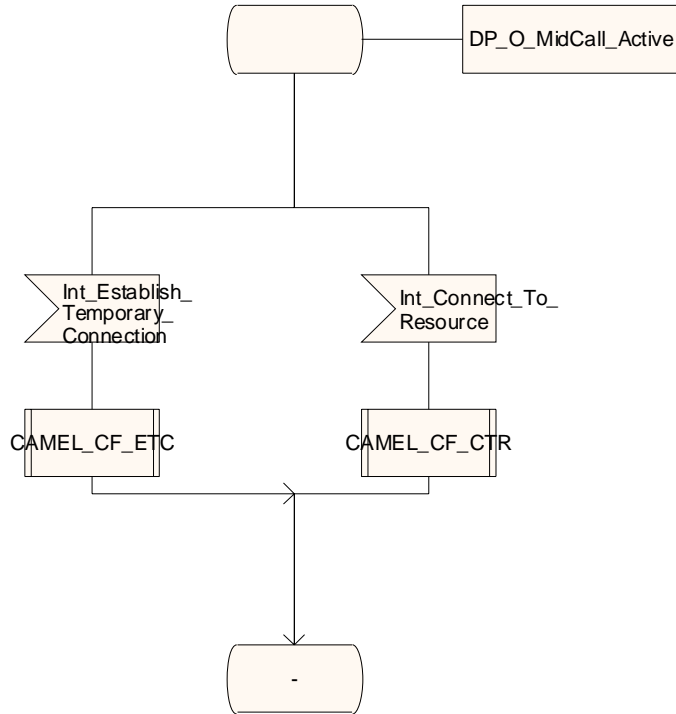 DP_O_MidCall_Active
Int_Establish_
Temporary_
Connection
Int_Connect_To_
Resource
CAMEL_CF_ETC
CAMEL_CF_CTR
-